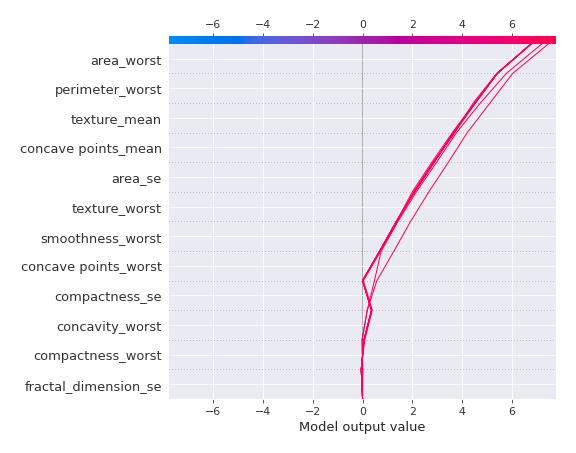 −6 −4 −2 0 2 4 6
area_worst
perimeter_worst
texture_mean
concave points_mean
area_se
texture_worst
smoothness_worst
concave points_worst
compactness_se
concavity_worst
compactness_worst
fractal_dimension_se
−6 −4 −2 0 2 4 6
Model output value